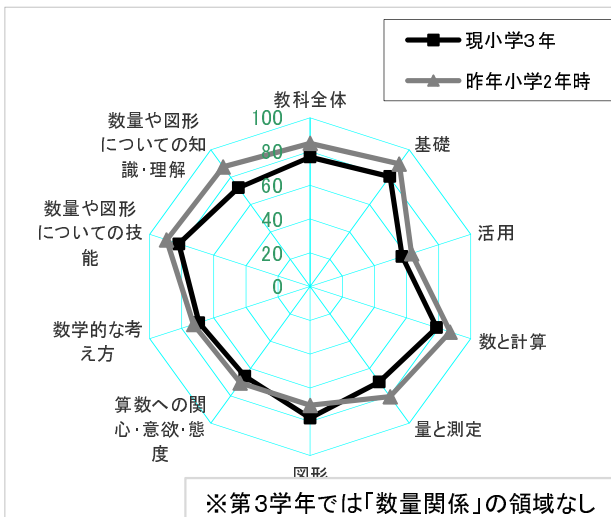 現小学3年
昨年小学2年時
教科全体
基礎
活用
数と計算
量と測定
図形
算数への関
心・意欲・態
度
数学的な考
え方
数量や図形
についての技
能
数量や図形
についての知
識・理解
100
80
60
40
20
0
※第3学年では「数量関係」の領域なし